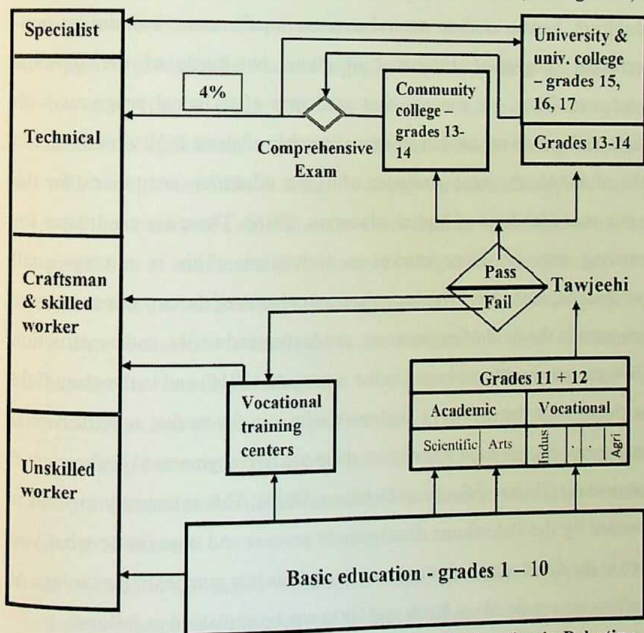 Specialist
Technical
Craftsman
& skilled
worker
Unskilled
worker
4%
Comprehensive
Exam
Community
college –
grades 13-
14
University &
univ. college
- grades 15,
16, 17
Grades 13-14
Pass
Fail
Tawjeehi
Vocational
training
centers
Grades 11 - 12
Academic
Vocational
Scientific
Arts
Indus
.
.
Agri
Basic education - grades 1 – 10